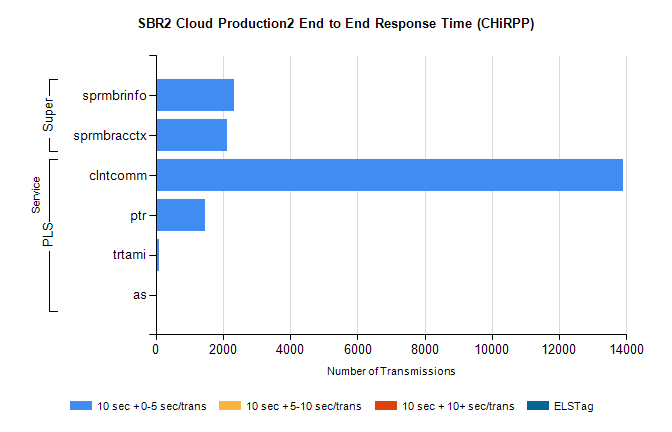 SBR2 Cloud Production2 End to End Response Time (CHiRPP)
Service
Super
PLS
sprmbrinfo
sprmbracctx
clntcomm
ptr
trtami
as
0 2000 4000 6000 8000 10000 12000 14000
Number of Transmissions
10 sec +0-5 sec/trans 10 sec +5-10 sec/trans 10 sec + 10+ sec/trans ELSTag